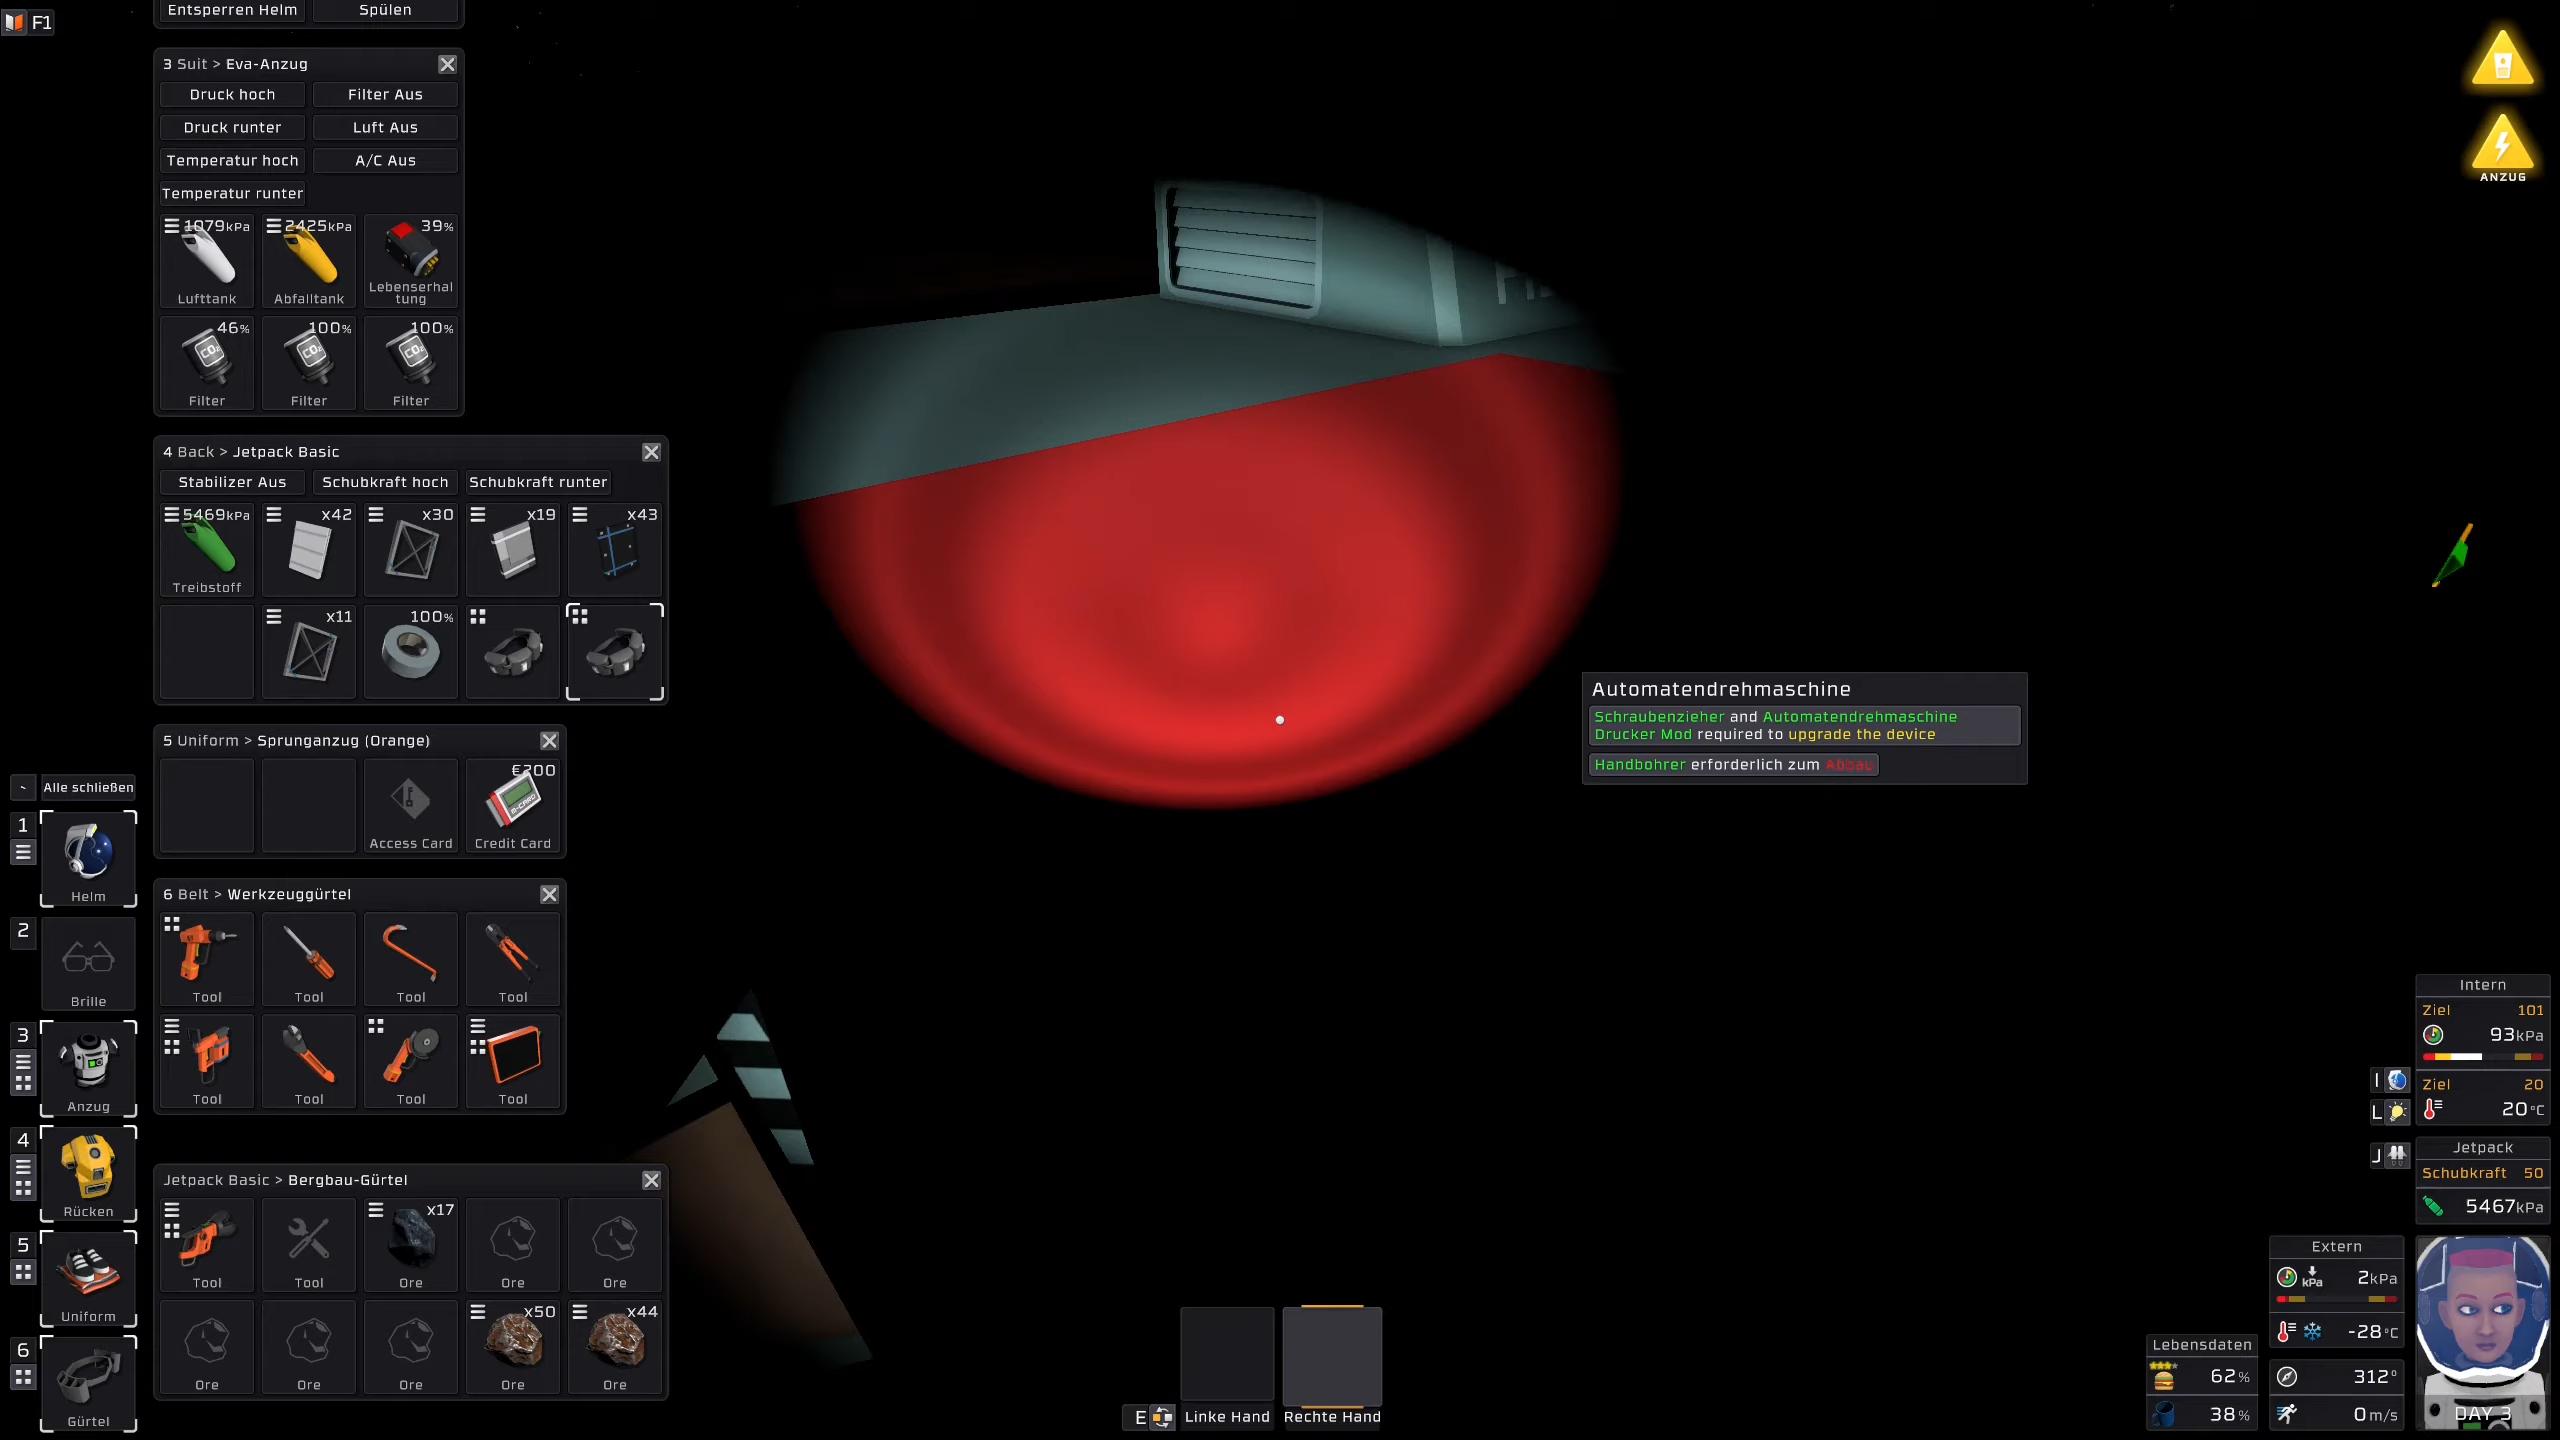 F1
Entsperren Helm
Spülen
3 Suit > Eva-Anzug
Druck hoch
Filter Aus
Druck runter
Luft Aus
Temperatur hoch
A/C Aus
Temperatur runter
1079kPa
2425kPa
39%
Lufttank
Abfalltank
Lebenserhal
tung
46%
100%
100%
CO₂
CO₂
CO₂
Filter
Filter
Filter
4 Back > Jetpack Basic
Stabilizer Aus
Schubkraft hoch
Schubkraft runter
5469kPa
x42
x30
x19
x43
Treibstoff
x11
100%
5 Uniform > Sprunganzug (Orange)
€200
Access Card
Credit Card
6 Belt > Werkzeuggürtel
Tool
Tool
Tool
Tool
Tool
Tool
Tool
Tool
Jetpack Basic > Bergbau-Gürtel
x17
Tool
Tool
Ore
Ore
Ore
x50
x44
Ore
Ore
Ore
Ore
Ore
~
Alle schließen
1
Helm
2
Brille
3
Anzug
4
Rücken
5
Uniform
6
Gürtel
Automatendrehmaschine
Schraubenzieher and Automatendrehmaschine
Drucker Mod required to upgrade the device
Handbohrer erforderlich zum Abbau
E
Linke Hand
Rechte Hand
ANZUG
Intern
Ziel 101
93kPa
I
Ziel 20
L
20°C
J
Jetpack
Schubkraft 50
5467kPa
Extern
kPa
2kPa
-28°C
Lebensdaten
62%
312°
38%
0m/s
DAY 3